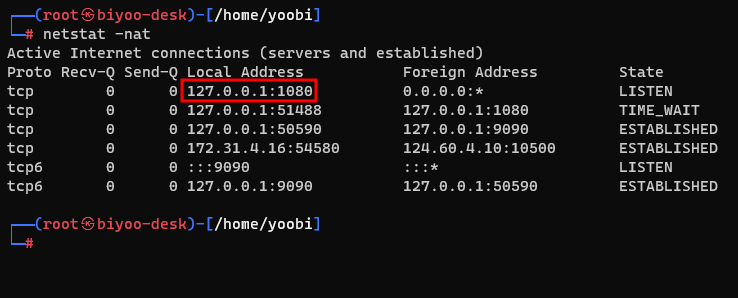 ┌──(root㉿biyoo-desk)-[/home/yoobi]
└─# netstat -nat
Active Internet connections (servers and established)
Proto Recv-Q Send-Q Local Address           Foreign Address         State
tcp        0      0 127.0.0.1:1080          0.0.0.0:*               LISTEN
tcp        0      0 127.0.0.1:51488         127.0.0.1:1080          TIME_WAIT
tcp        0      0 127.0.0.1:50590         127.0.0.1:9090          ESTABLISHED
tcp        0      0 172.31.4.16:54580       124.60.4.10:10500       ESTABLISHED
tcp6       0      0 :::9090                 :::*                    LISTEN
tcp6       0      0 127.0.0.1:9090          127.0.0.1:50590         ESTABLISHED
┌──(root㉿biyoo-desk)-[/home/yoobi]
└─#